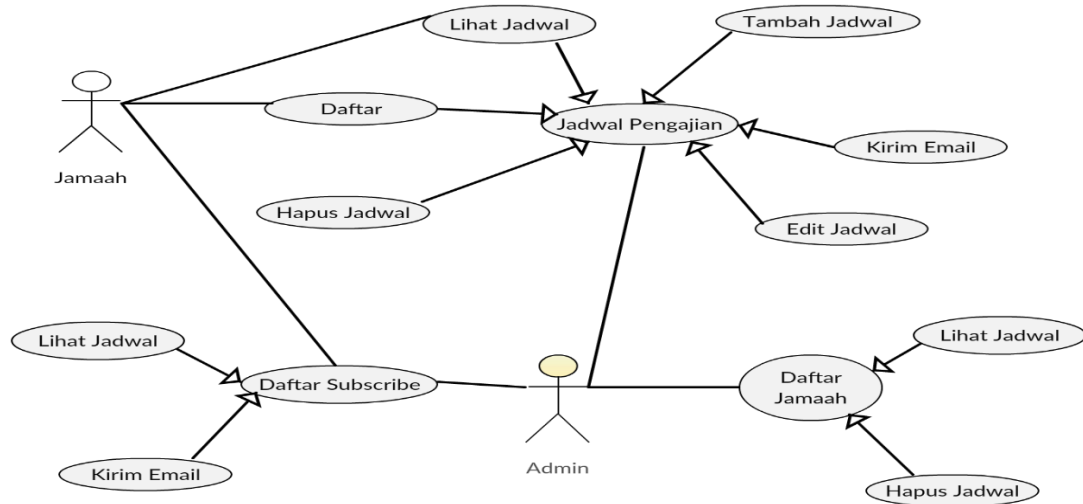 Lihat Jadwal
Tambah Jadwal
Jamaah
Daftar
Jadwal Pengajian
Kirim Email
Hapus Jadwal
Edit Jadwal
Lihat Jadwal
Daftar Subscribe
Kirim Email
Admin
Daftar
Jamaah
Lihat Jadwal
Hapus Jadwal